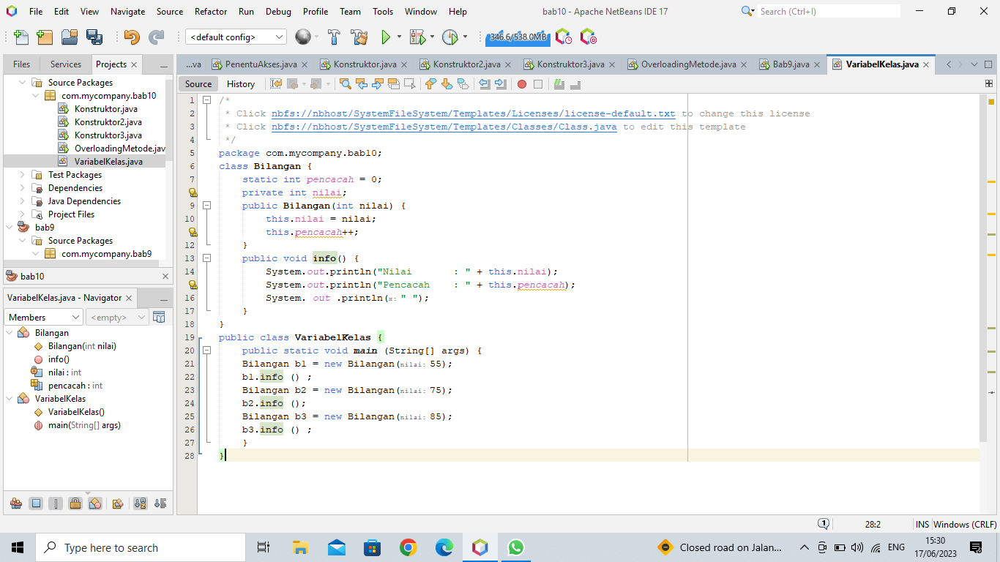 File Edit View Navigate Source Refactor Run Debug Profile Team Tools Window Help bab10 - Apache NetBeans IDE 17 Search (Ctrl+I)
<default config> 346.6/538.0MB
Files Services Projects
...va PenentuAkses.java Konstruktor.java Konstruktor2.java Konstruktor3.java OverloadingMetode.java Bab9.java VariabelKelas.java
Source Packages
com.mycompany.bab10
Konstruktor.java
Konstruktor2.java
Konstruktor3.java
OverloadingMetode.jav
VariabelKelas.java
Test Packages
Dependencies
Java Dependencies
Project Files
bab9
Source Packages
com.mycompany.bab9
bab10
VariabelKelas.java - Navigator
Members <empty>
Bilangan
Bilangan(int nilai)
info()
nilai : int
pencacah : int
VariabelKelas
VariabelKelas()
main(String[] args)
Source History
1 /*
2 * Click nbfs://nbhost/SystemFileSystem/Templates/Licenses/license-default.txt to change this license
3 * Click nbfs://nbhost/SystemFileSystem/Templates/Classes/Class.java to edit this template
4 */
5 package com.mycompany.bab10;
6 class Bilangan {
7 static int pencacah = 0;
private int nilai;
9 public Bilangan(int nilai) {
10 this.nilai = nilai;
this.pencacah++;
12 }
13 public void info() {
14 System.out.println("Nilai : " + this.nilai);
System.out.println("Pencacah : " + this.pencacah);
16 System. out .println(x: " ");
17 }
18 }
19 public class VariabelKelas {
20 public static void main (String[] args) {
21 Bilangan b1 = new Bilangan(nilai: 55);
22 b1.info () ;
23 Bilangan b2 = new Bilangan(nilai: 75);
24 b2.info ();
25 Bilangan b3 = new Bilangan(nilai: 85);
26 b3.info () ;
27 }
28 }
1 28:2 INS Windows (CRLF)
Type here to search Closed road on Jalan... ENG 15:30
17/06/2023